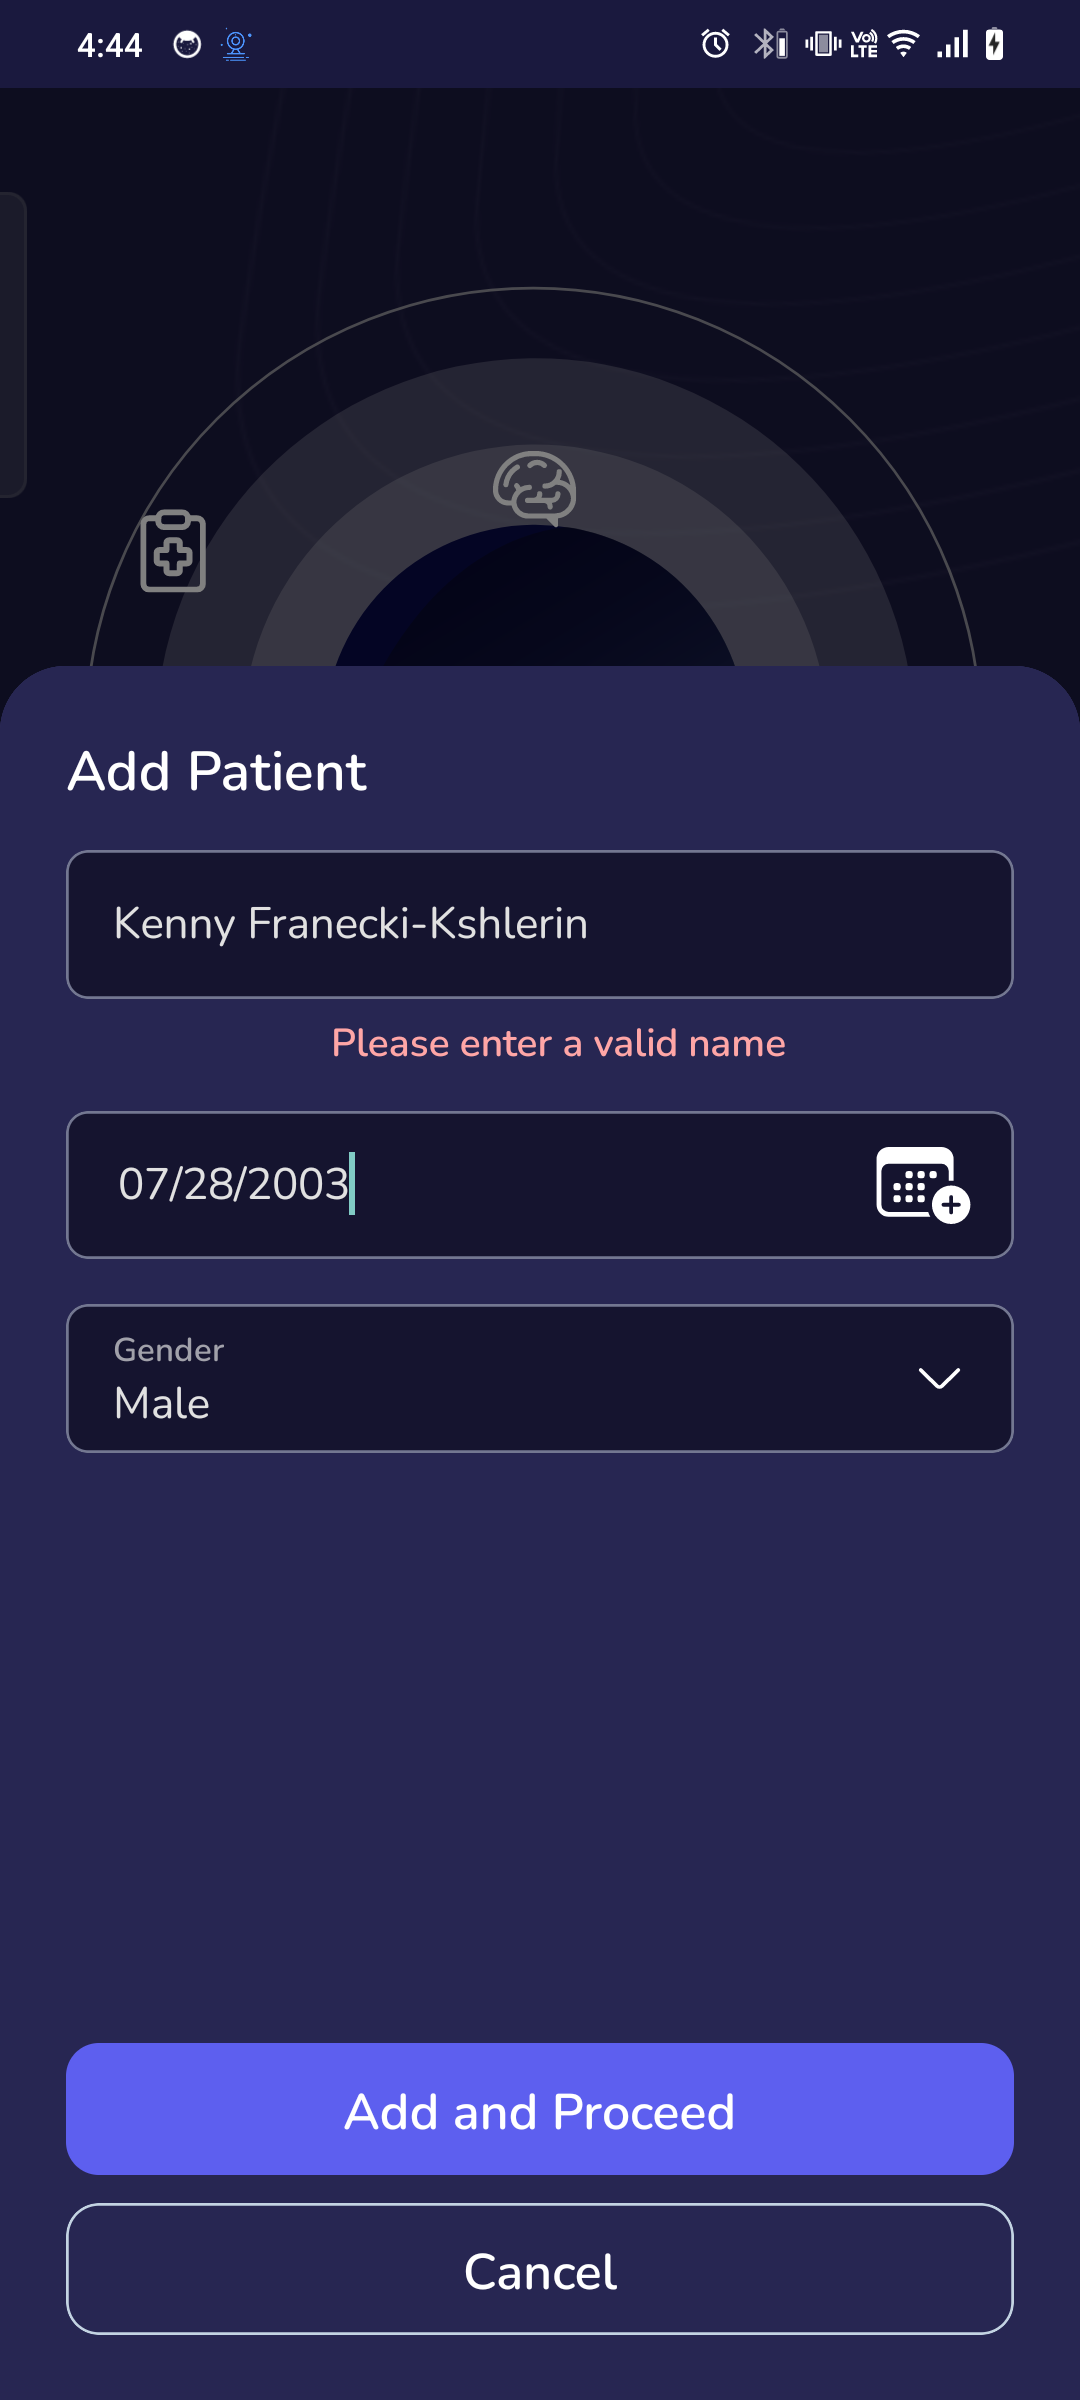 4:44
Vo LTE
Add Patient
Kenny Franecki-Kshlerin
Please enter a valid name
07/28/2003
Gender
Male
Add and Proceed
Cancel